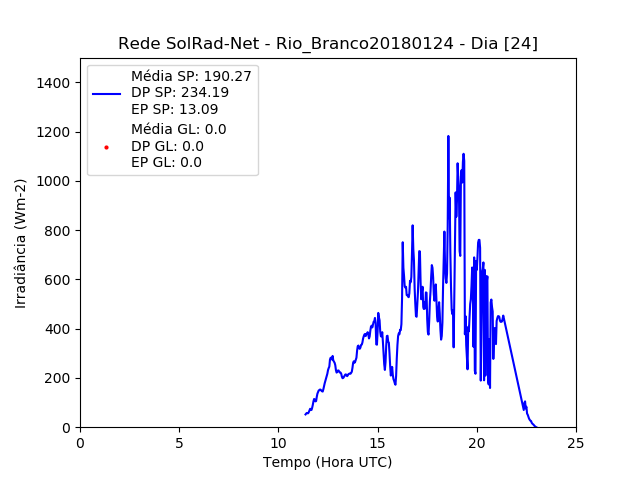 Rede SolRad-Net - Rio_Branco20180124 - Dia [24]
Média SP: 190.27
DP SP: 234.19
EP SP: 13.09
Média GL: 0.0
DP GL: 0.0
EP GL: 0.0
Irradiância (Wm-2)
1400
1200
1000
800
600
400
200
0
0 5 10 15 20 25
Tempo (Hora UTC)